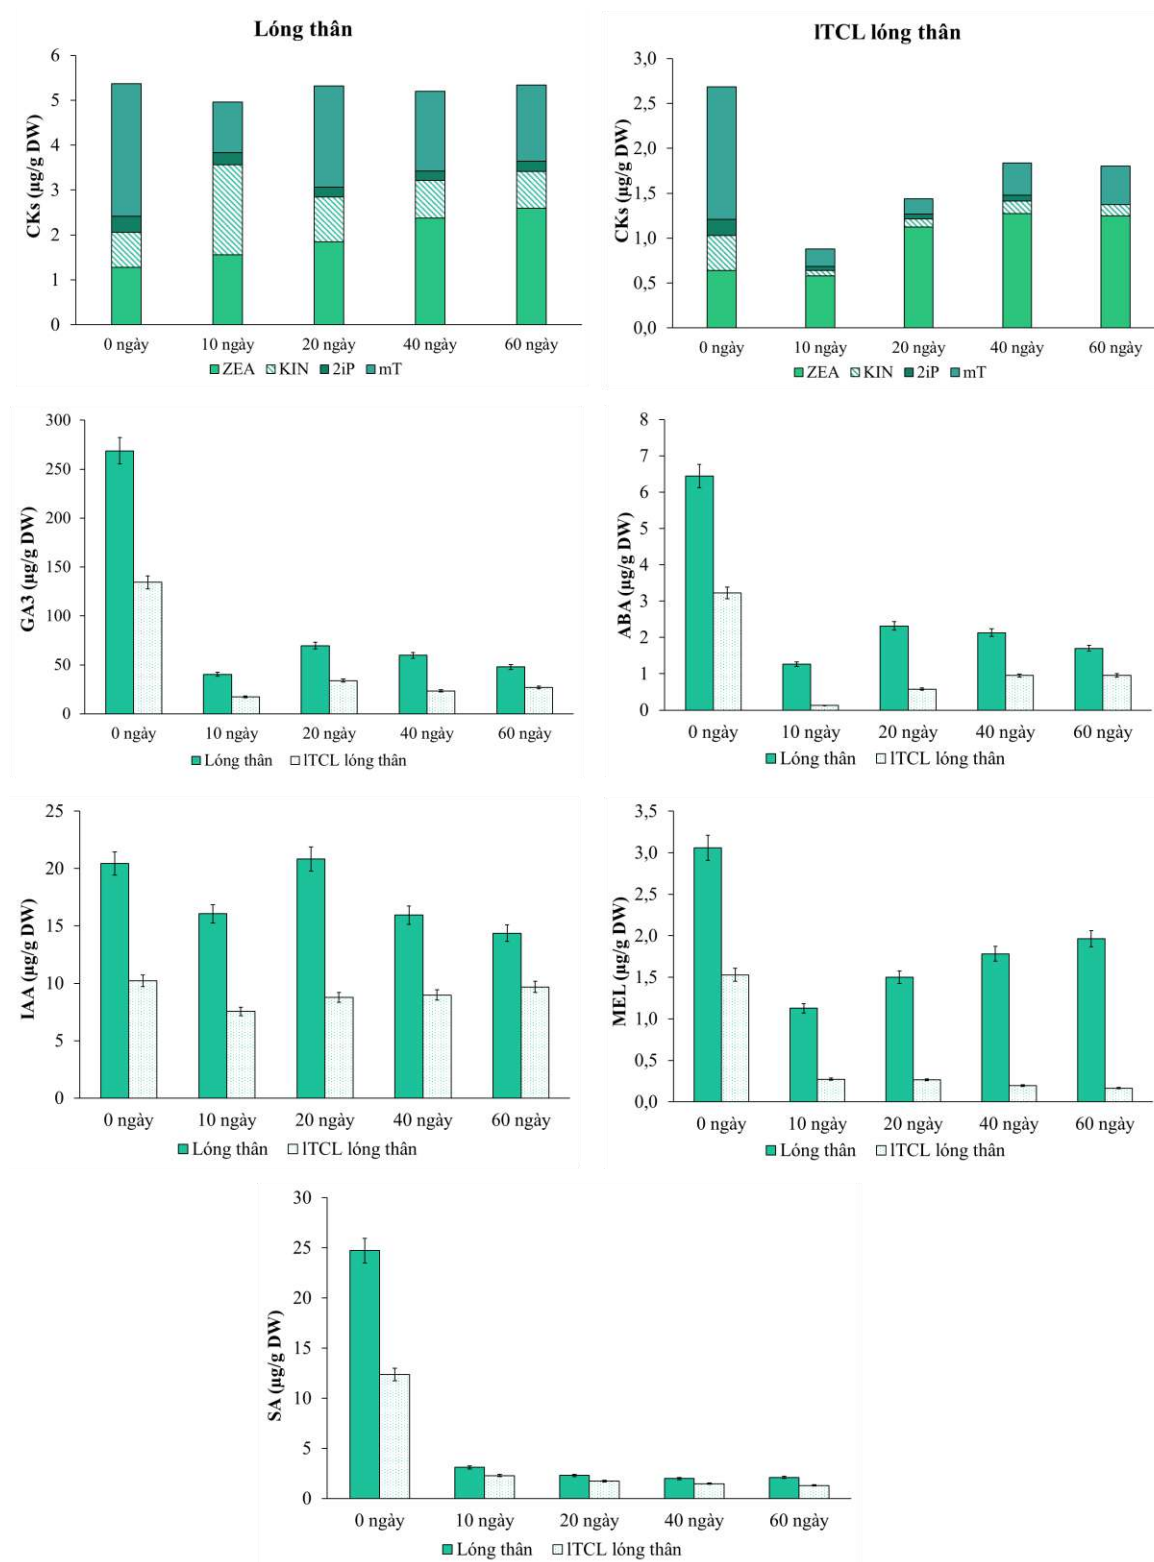 Lóng thân
CKs (µg/g DW)
6
5
4
3
2
1
0
0 ngày 10 ngày 20 ngày 40 ngày 60 ngày
ZEA KIN 2iP mT
lTCL lóng thân
CKs (µg/g DW)
3,0
2,5
2,0
1,5
1,0
0,5
0,0
0 ngày 10 ngày 20 ngày 40 ngày 60 ngày
ZEA KIN 2iP mT
GA3 (µg/g DW)
300
250
200
150
100
50
0
0 ngày 10 ngày 20 ngày 40 ngày 60 ngày
Lóng thân lTCL lóng thân
ABA (µg/g DW)
8
7
6
5
4
3
2
1
0
0 ngày 10 ngày 20 ngày 40 ngày 60 ngày
Lóng thân lTCL lóng thân
IAA (µg/g DW)
25
20
15
10
5
0
0 ngày 10 ngày 20 ngày 40 ngày 60 ngày
Lóng thân lTCL lóng thân
MEL (µg/g DW)
3,5
3,0
2,5
2,0
1,5
1,0
0,5
0,0
0 ngày 10 ngày 20 ngày 40 ngày 60 ngày
Lóng thân lTCL lóng thân
SA (µg/g DW)
30
25
20
15
10
5
0
0 ngày 10 ngày 20 ngày 40 ngày 60 ngày
Lóng thân lTCL lóng thân